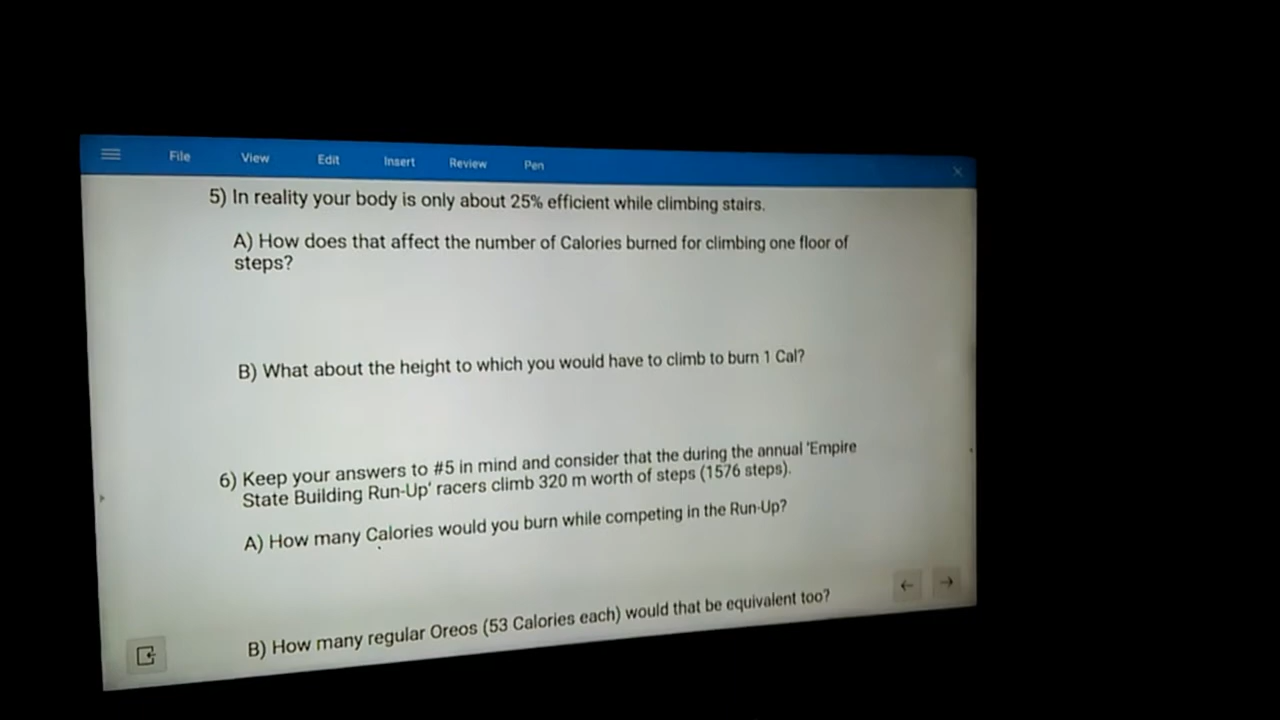 File View Edit Insert Review Pen
5) In reality your body is only about 25% efficient while climbing stairs.
A) How does that affect the number of Calories burned for climbing one floor of
steps?
B) What about the height to which you would have to climb to burn 1 Cal?
6) Keep your answers to #5 in mind and consider that the during the annual 'Empire
State Building Run-Up' racers climb 320 m worth of steps (1576 steps).
A) How many Calories would you burn while competing in the Run-Up?
B) How many regular Oreos (53 Calories each) would that be equivalent too?